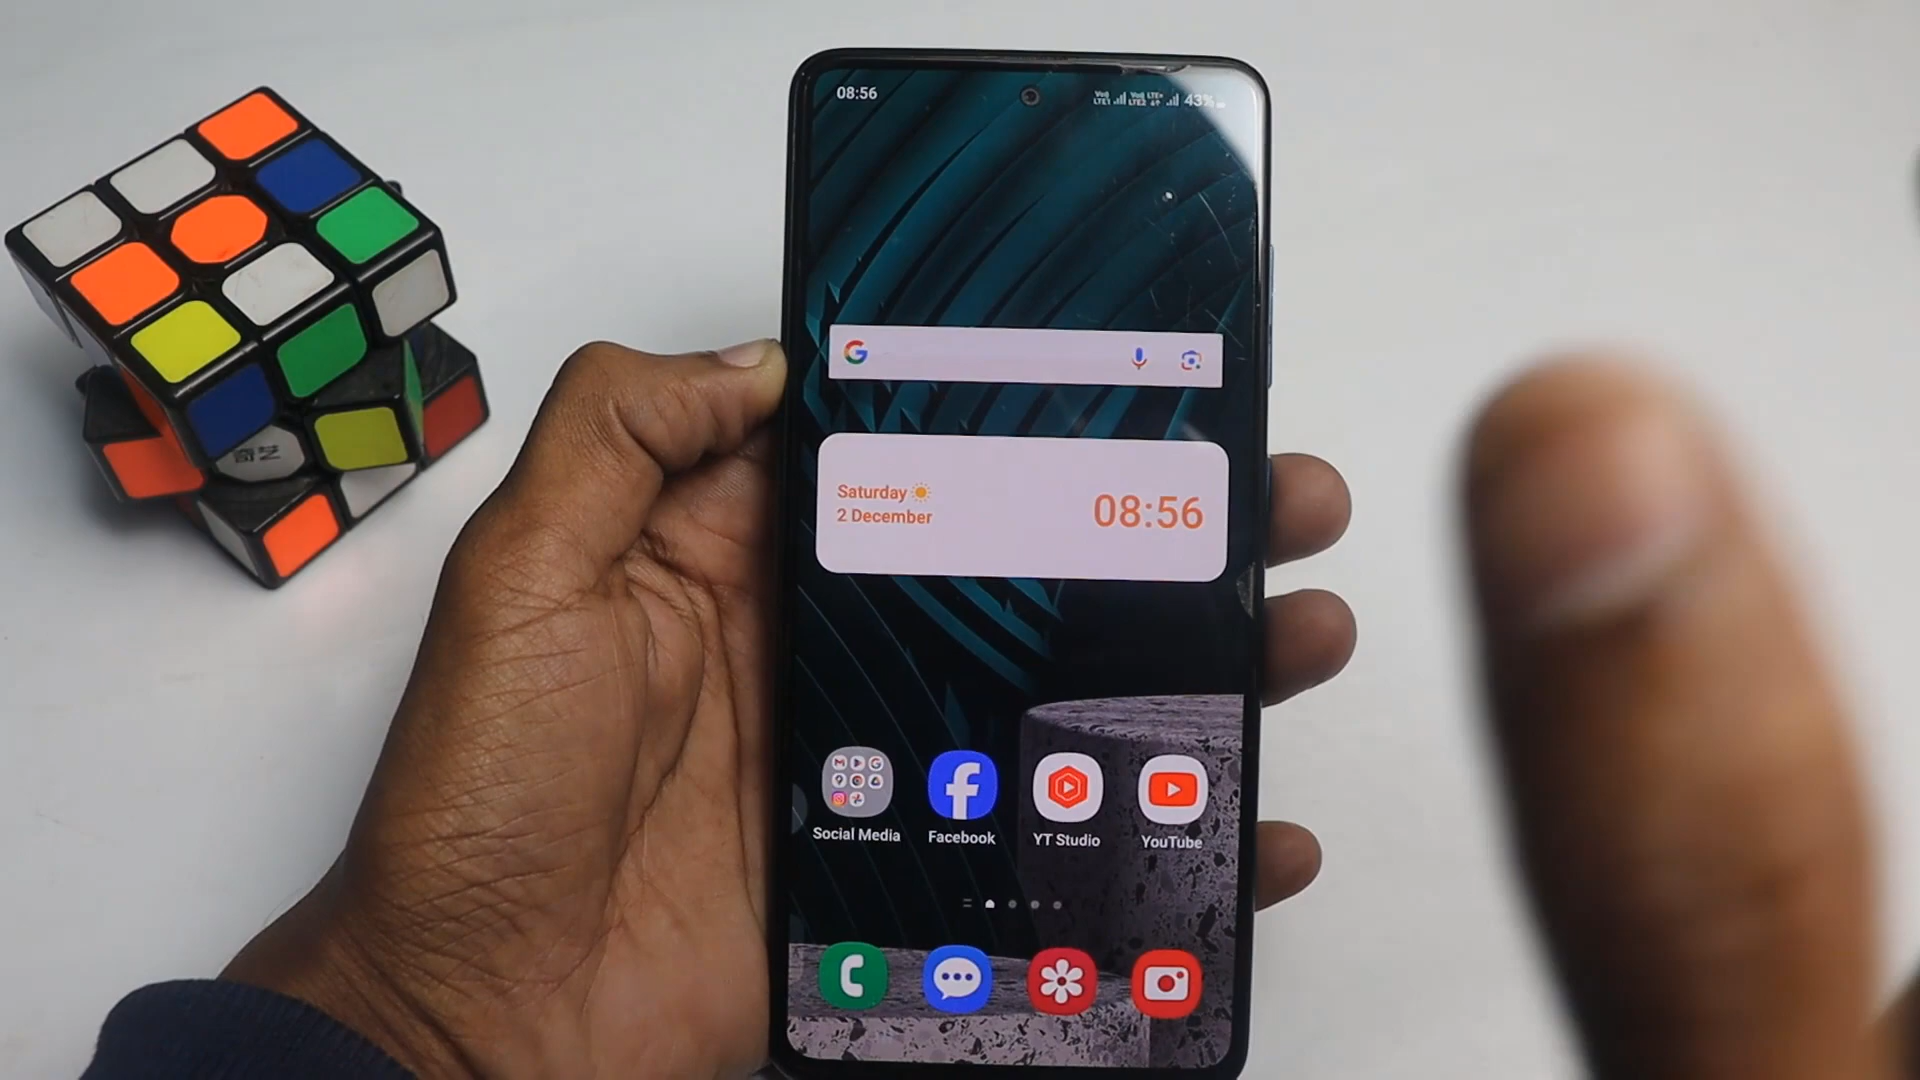 08:56
43%
G
Saturday
2 December
08:56
Social Media
Facebook
YT Studio
YouTube